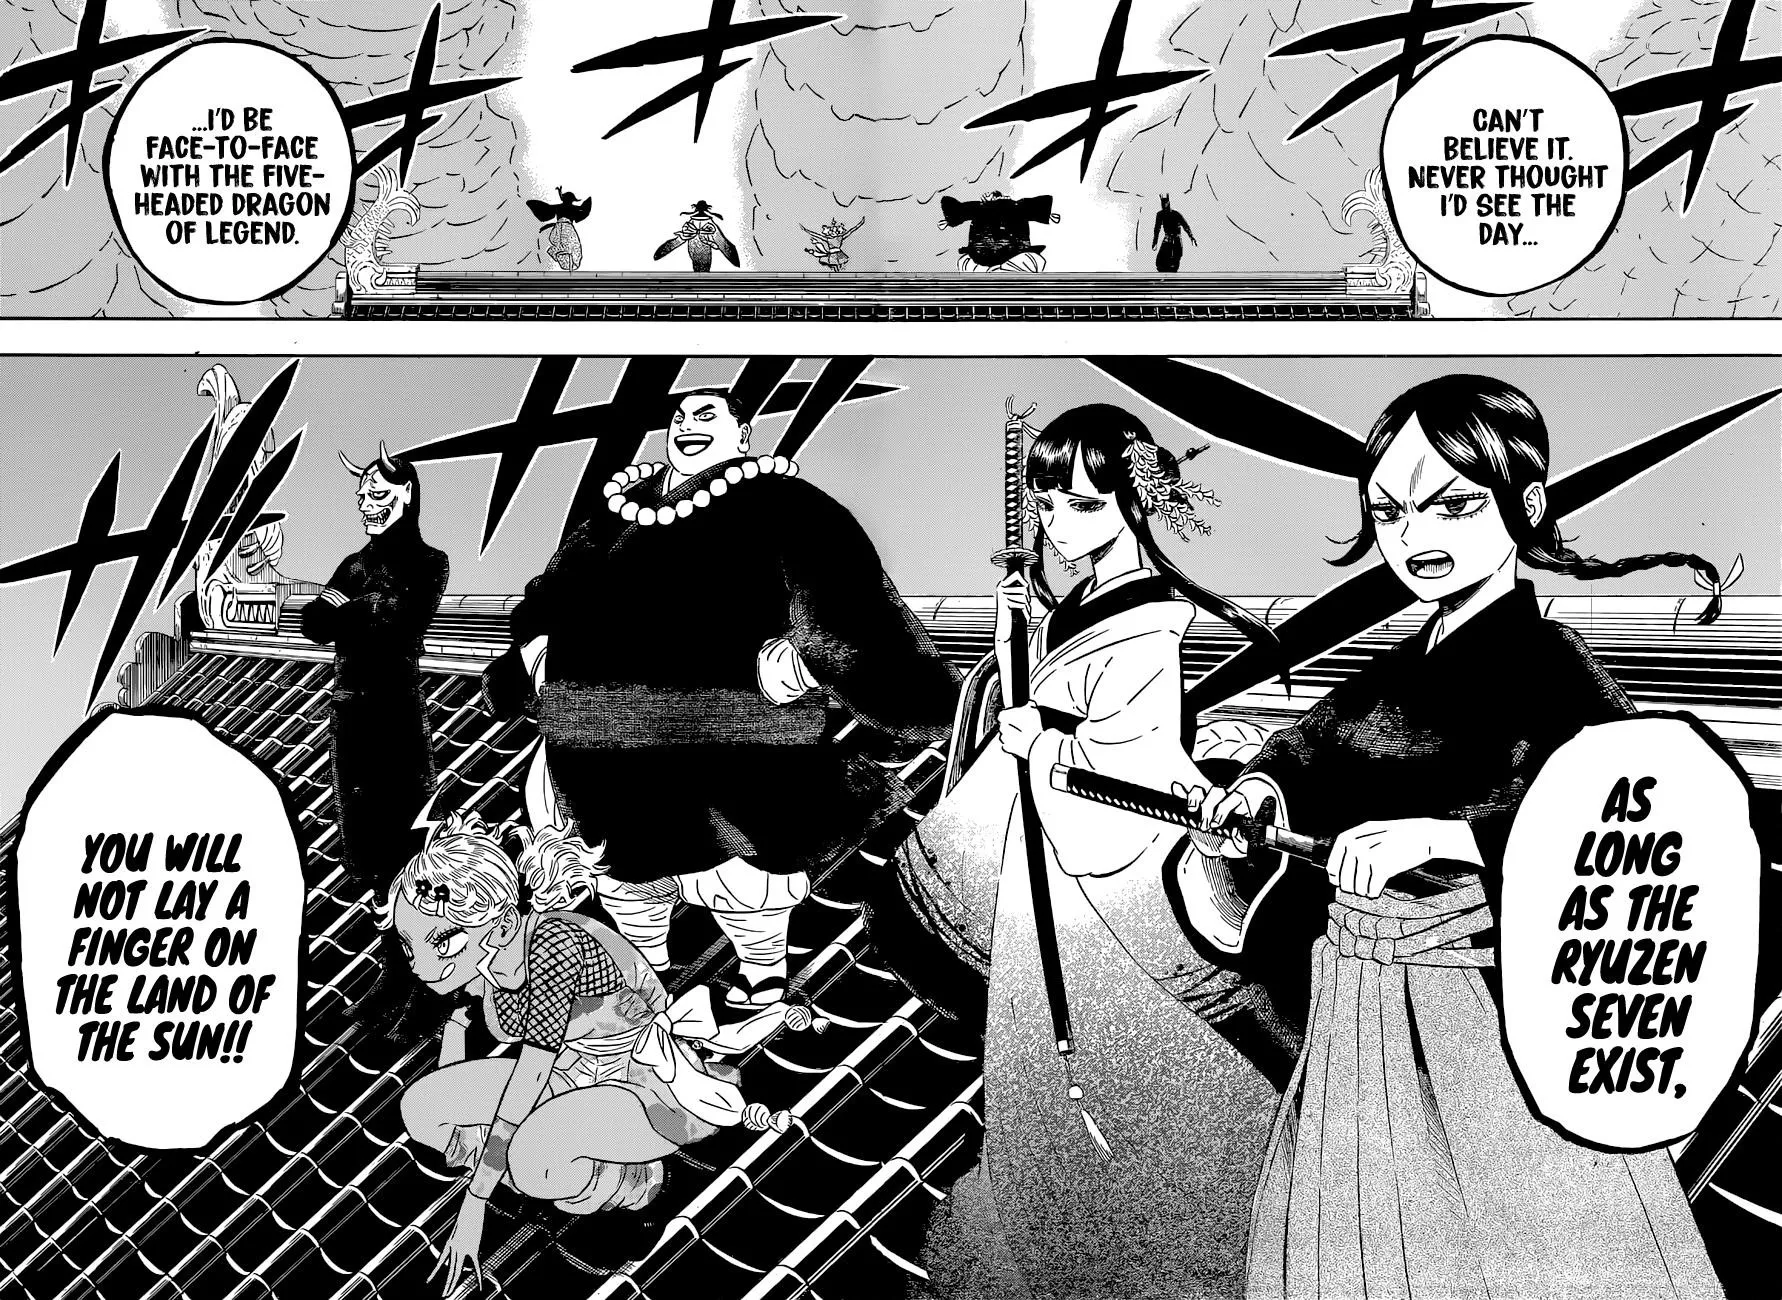 CAN'T
BELIEVE IT.
NEVER THOUGHT
I'D SEE THE
DAY...
...I'D BE
FACE-TO-FACE
WITH THE FIVE-
HEADED DRAGON
OF LEGEND.
AS
LONG
AS THE
RYUZEN
SEVEN
EXIST,
YOU WILL
NOT LAY A
FINGER ON
THE LAND OF
THE SUN!!